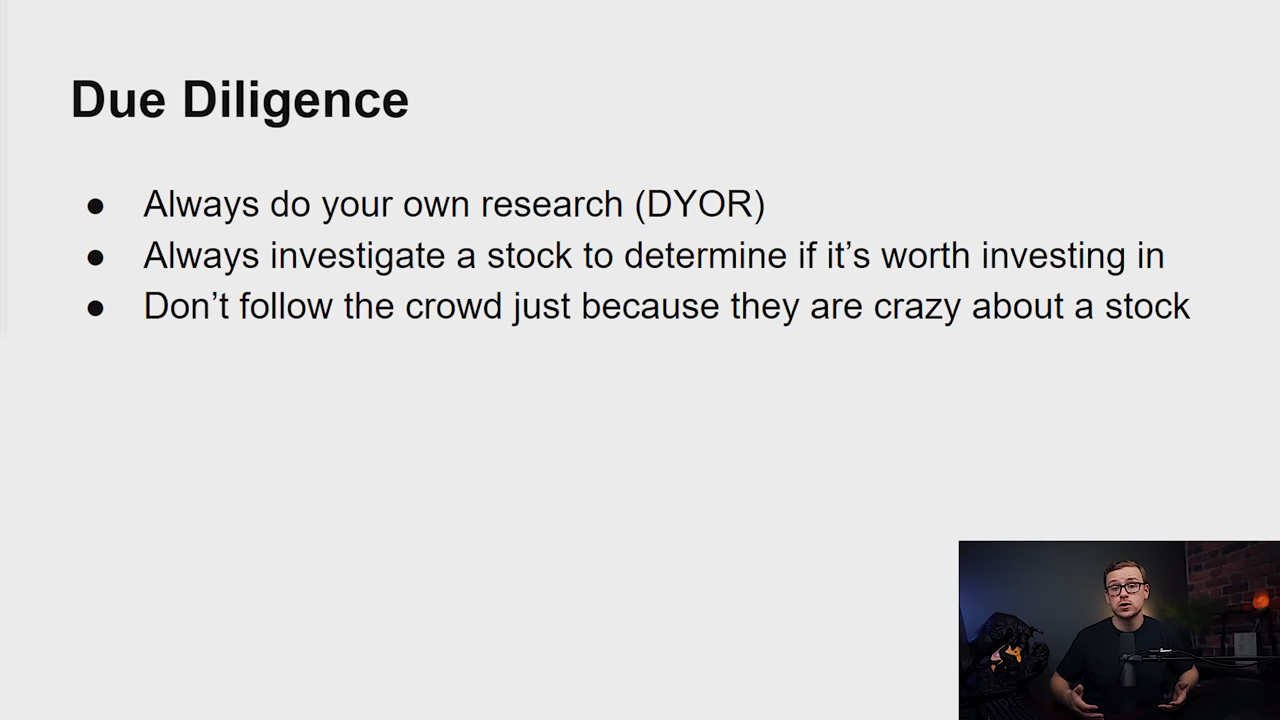 Due Diligence
● Always do your own research (DYOR)
● Always investigate a stock to determine if it’s worth investing in
● Don’t follow the crowd just because they are crazy about a stock